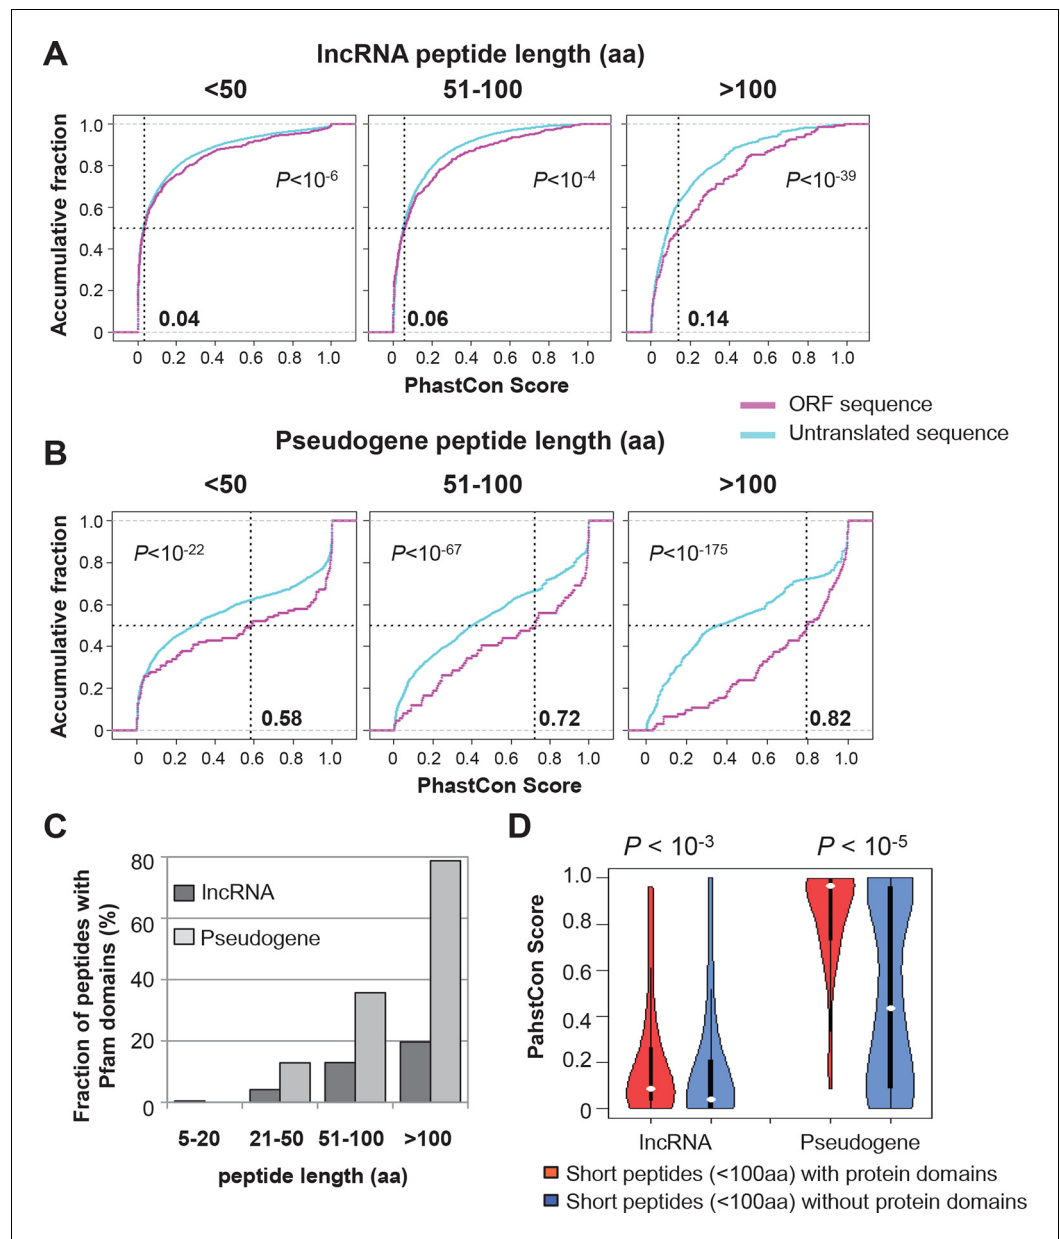 A
lncRNA peptide length (aa)
<50 51-100 >100
Accumulative fraction
1.0
0.8
0.6
0.4
0.2
0
P<10-6
P<10-4
P<10-39
0.04 0.06 0.14
0 0.2 0.4 0.6 0.8 1.0 0 0.2 0.4 0.6 0.8 1.0 0 0.2 0.4 0.6 0.8 1.0
PhastCon Score
ORF sequence
Untranslated sequence
B
Pseudogene peptide length (aa)
<50 51-100 >100
Accumulative fraction
1.0
0.8
0.6
0.4
0.2
0
P<10-22
P<10-67
P<10-175
0.58 0.72 0.82
0 0.2 0.4 0.6 0.8 1.0 0 0.2 0.4 0.6 0.8 1.0 0 0.2 0.4 0.6 0.8 1.0
PhastCon Score
C
Fraction of peptides with
Pfam domains (%)
80
60
40
20
0
lncRNA
Pseudogene
5-20 21-50 51-100 >100
peptide length (aa)
D
P < 10-3 P < 10-5
PahstCon Score
1.0
0.8
0.6
0.4
0.2
0
lncRNA Pseudogene
Short peptides (<100aa) with protein domains
Short peptides (<100aa) without protein domains